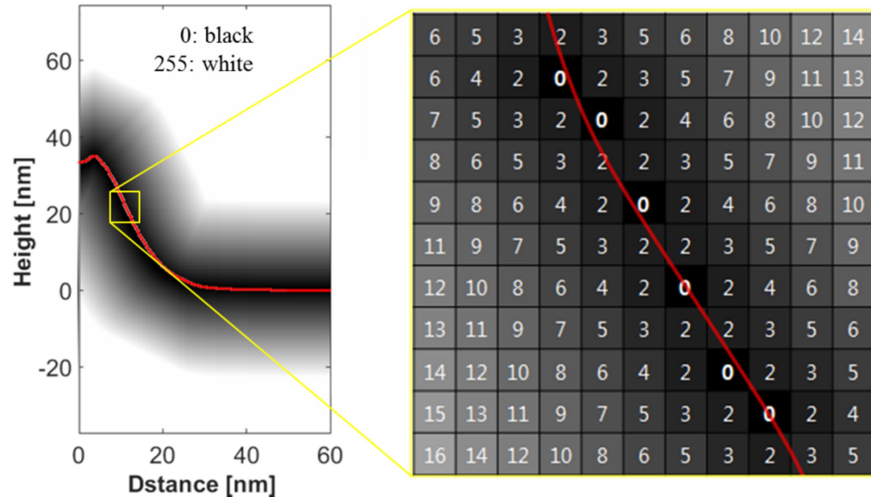 0: black
255: white
60
40
20
0
-20
0 20 40 60
Height [nm]
Dstance [nm]
6 5 3 2 3 5 6 8 10 12 14
6 4 2 0 2 3 5 7 9 11 13
7 5 3 2 0 2 4 6 8 10 12
8 6 5 3 2 2 3 5 7 9 11
9 8 6 4 2 0 2 4 6 8 10
11 9 7 5 3 2 2 3 5 7 9
12 10 8 6 4 2 0 2 4 6 8
13 11 9 7 5 3 2 2 3 5 6
14 12 10 8 6 4 2 0 2 3 5
15 13 11 9 7 5 3 2 0 2 4
16 14 12 10 8 6 5 3 2 3 5